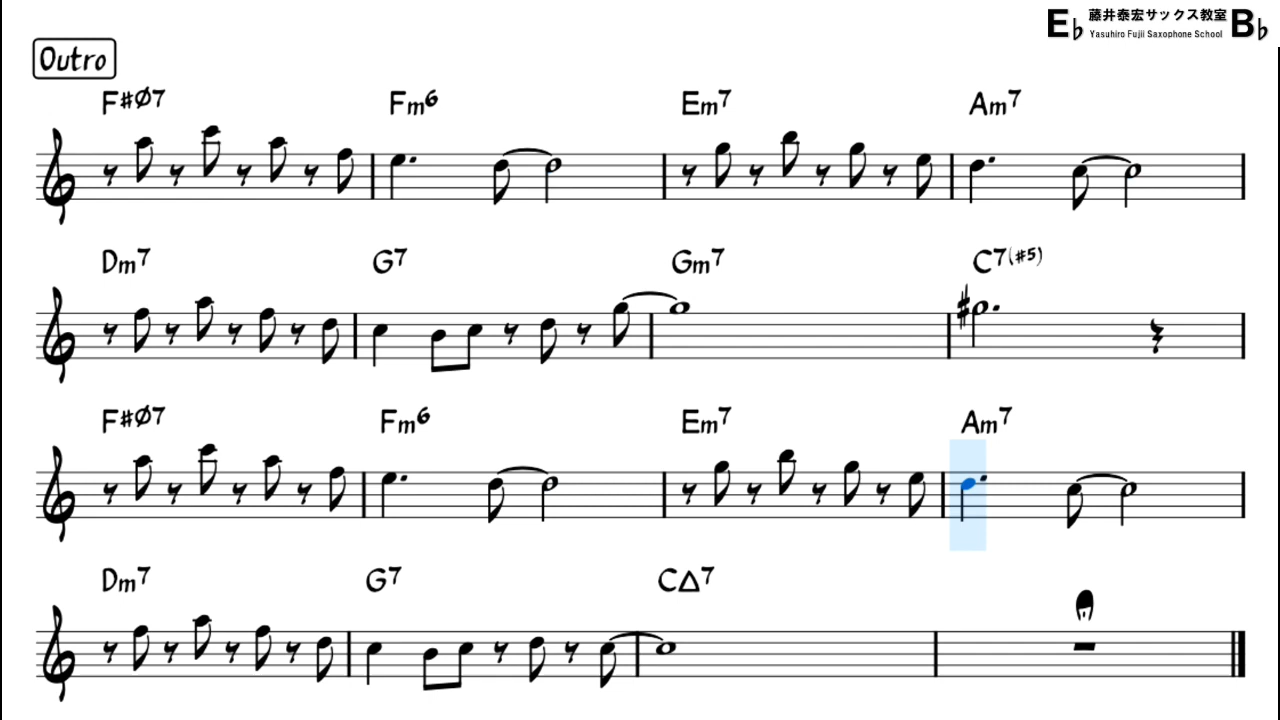 E♭ 藤井泰宏サックス教室 B♭
Yasuhiro Fujii Saxophone School
Outro
F#Ø7 Fm6 Em7 Am7
Dm7 G7 Gm7 C7(#5)
F#Ø7 Fm6 Em7 Am7
Dm7 G7 C△7